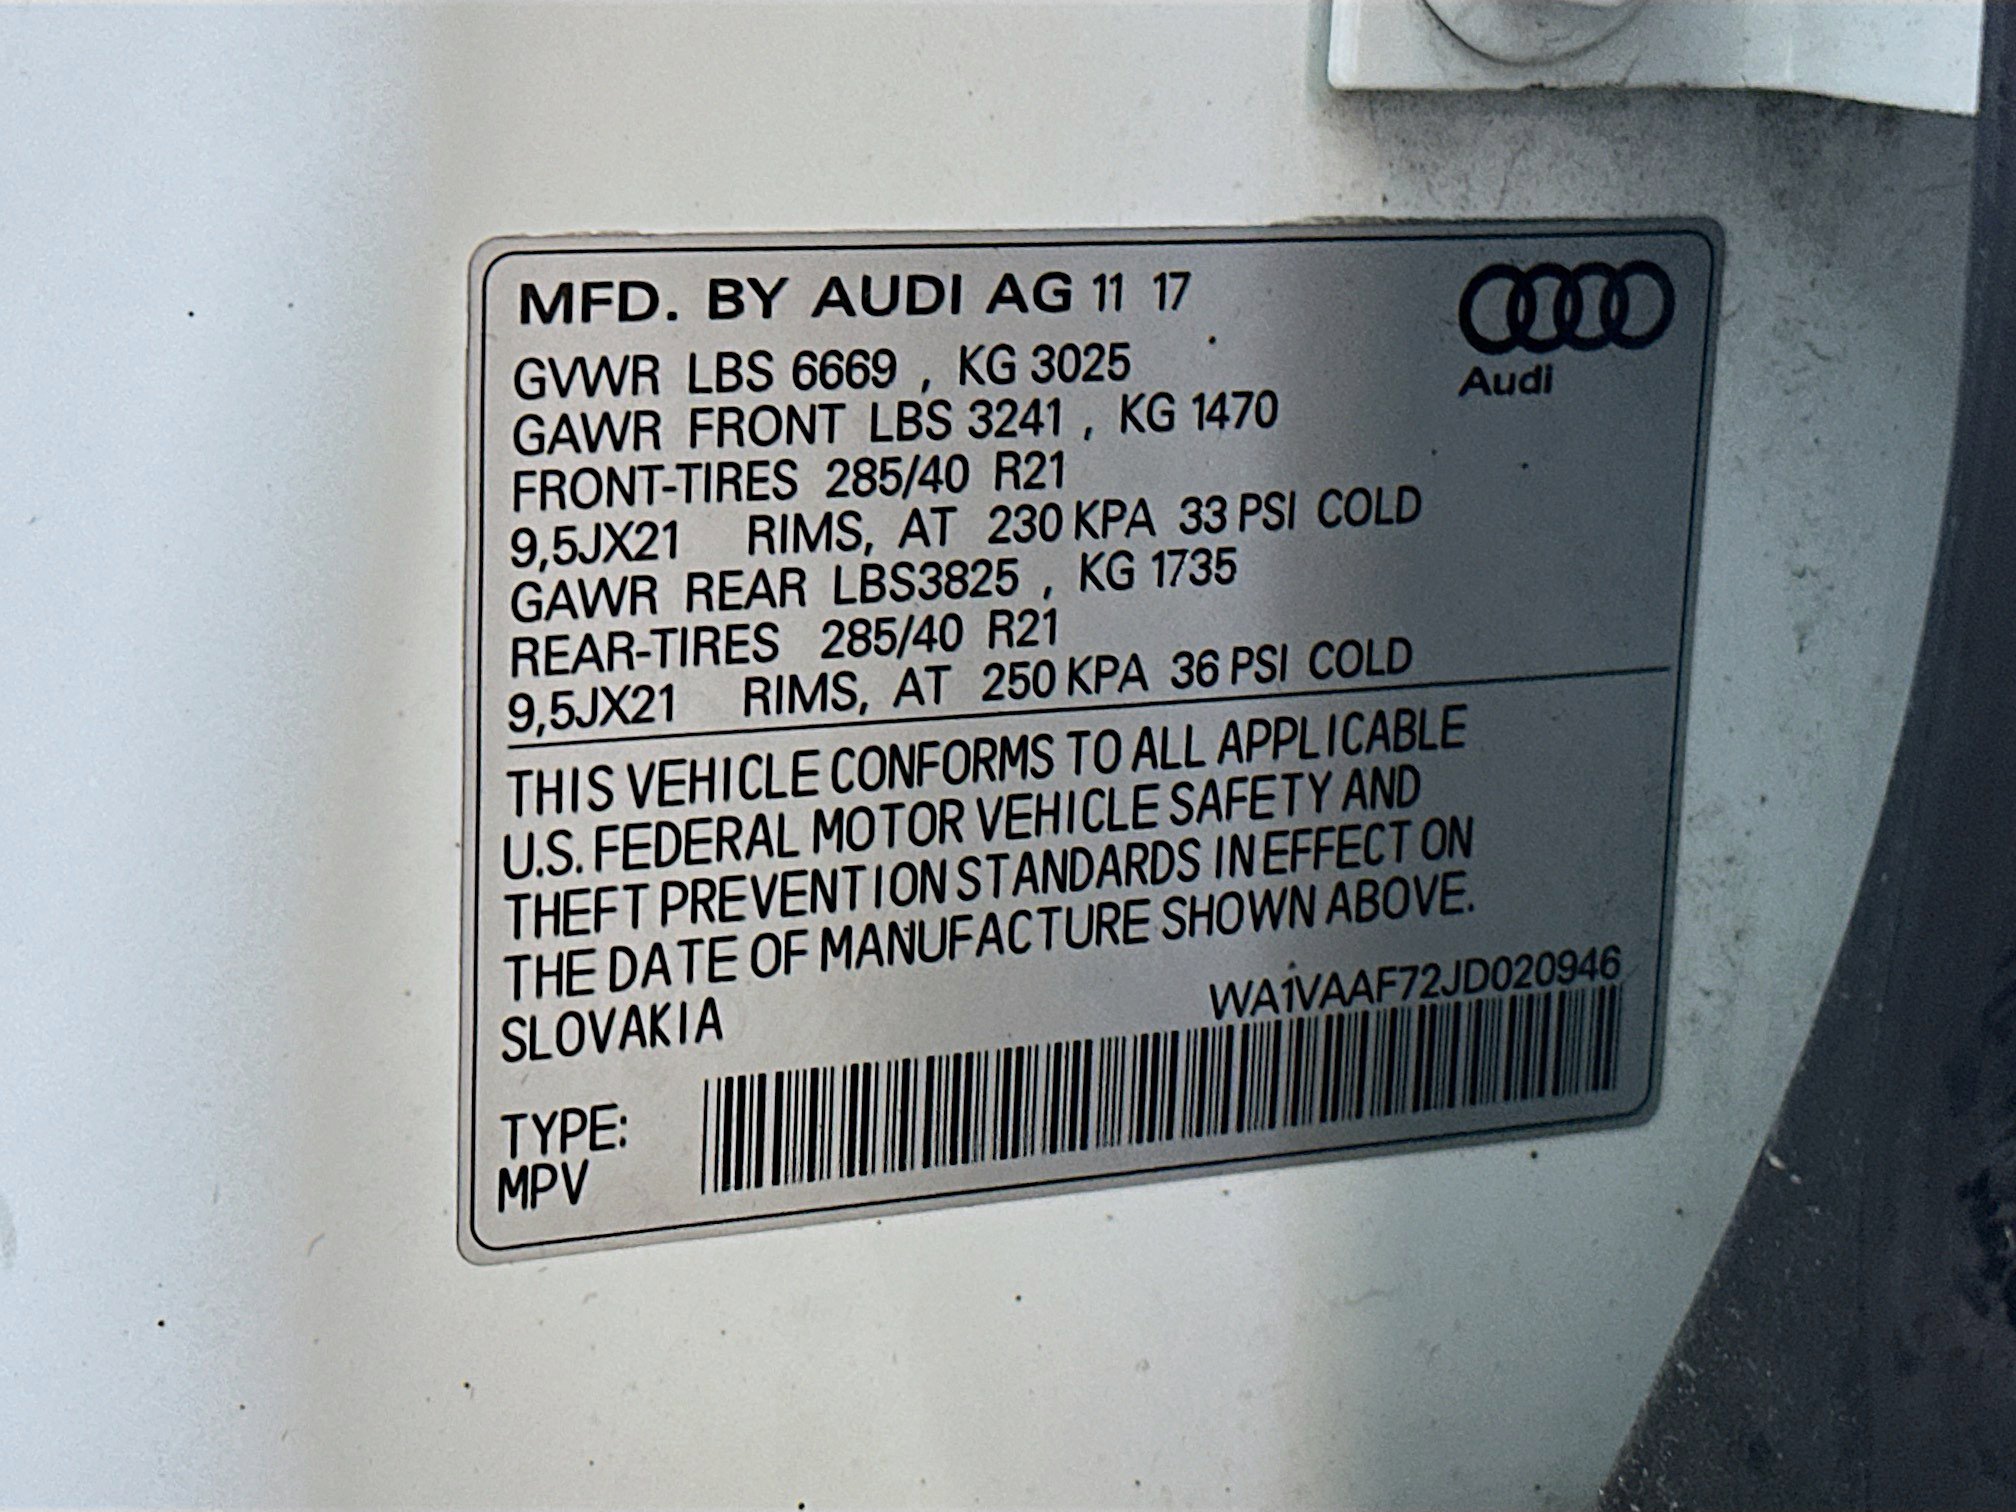 MFD. BY AUDI AG 11 17
Audi
GVWR LBS 6669 , KG 3025
GAWR FRONT LBS 3241 , KG 1470
FRONT-TIRES 285/40 R21
9,5JX21 RIMS, AT 230 KPA 33 PSI COLD
GAWR REAR LBS3825 , KG 1735
REAR-TIRES 285/40 R21
9,5JX21 RIMS, AT 250 KPA 36 PSI COLD
THIS VEHICLE CONFORMS TO ALL APPLICABLE
U.S. FEDERAL MOTOR VEHICLE SAFETY AND
THEFT PREVENTION STANDARDS IN EFFECT ON
THE DATE OF MANUFACTURE SHOWN ABOVE.
SLOVAKIA
WA1VAAF72JD020946
TYPE:
MPV